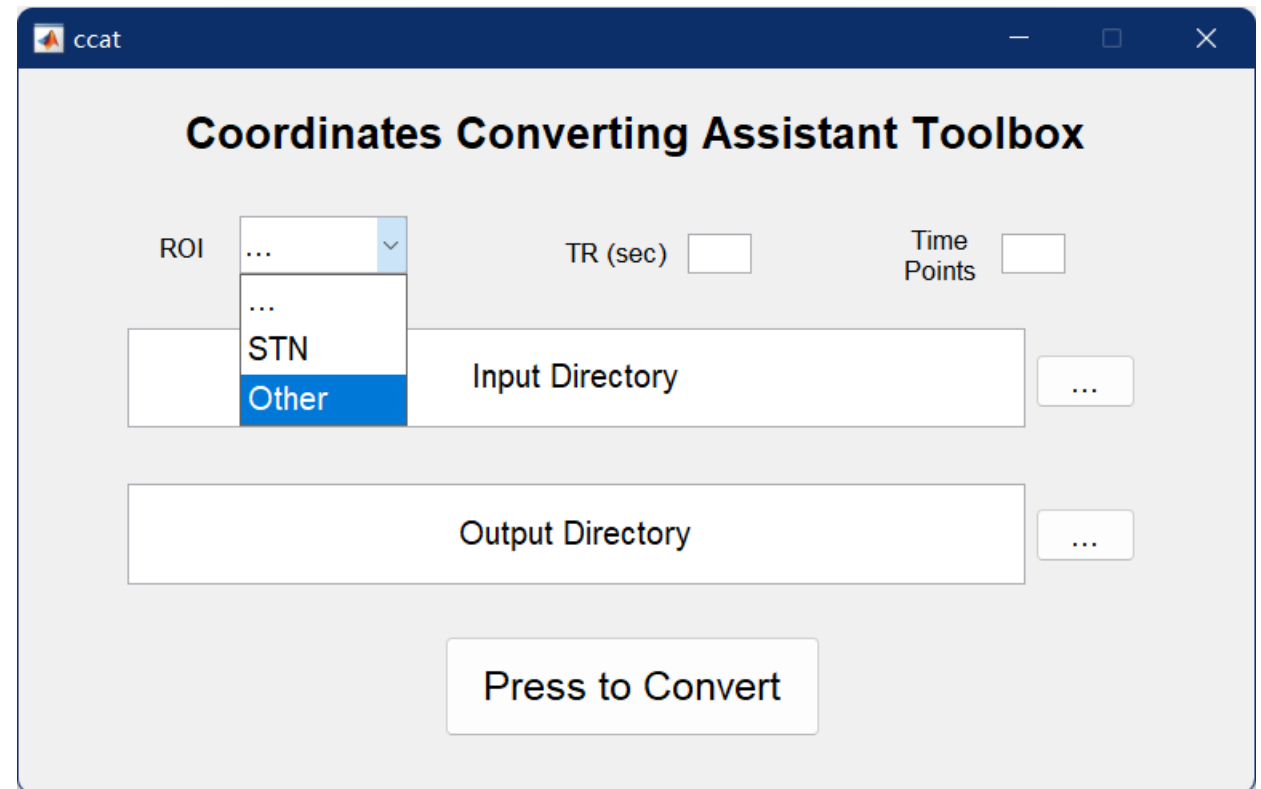 ccat
Coordinates Converting Assistant Toolbox
ROI
...
TR (sec)
Time
Points
...
STN
Other
Input Directory
...
Output Directory
...
Press to Convert